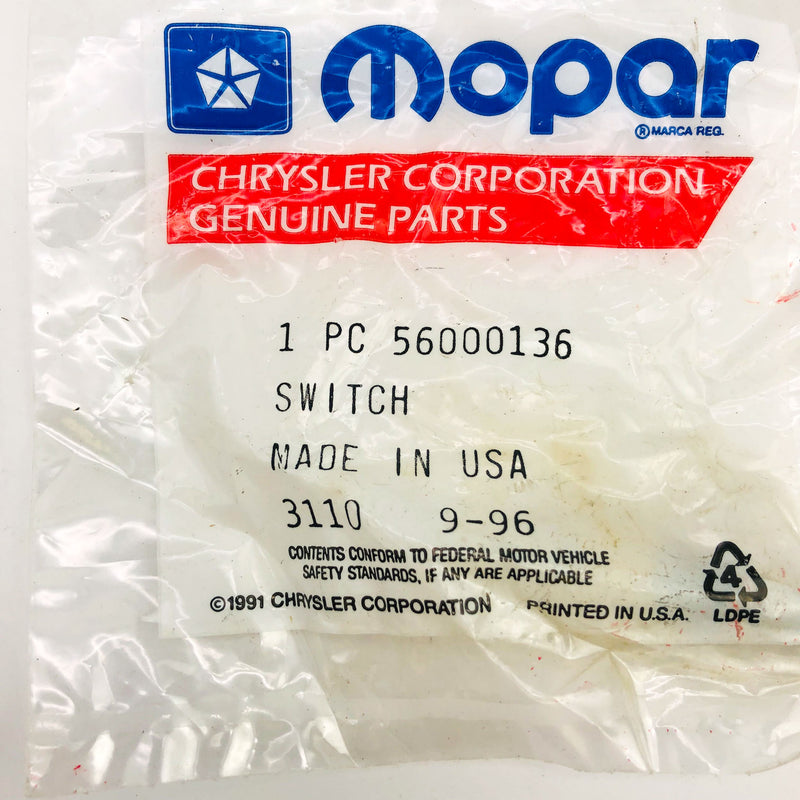 mopar
® MARCA REG.
CHRYSLER CORPORATION
GENUINE PARTS
1 PC 56000136
SWITCH
MADE IN USA
3110 9-96
CONTENTS CONFORM TO FEDERAL MOTOR VEHICLE
SAFETY STANDARDS, IF ANY ARE APPLICABLE
©1991 CHRYSLER CORPORATION PRINTED IN U.S.A.
4
LDPE